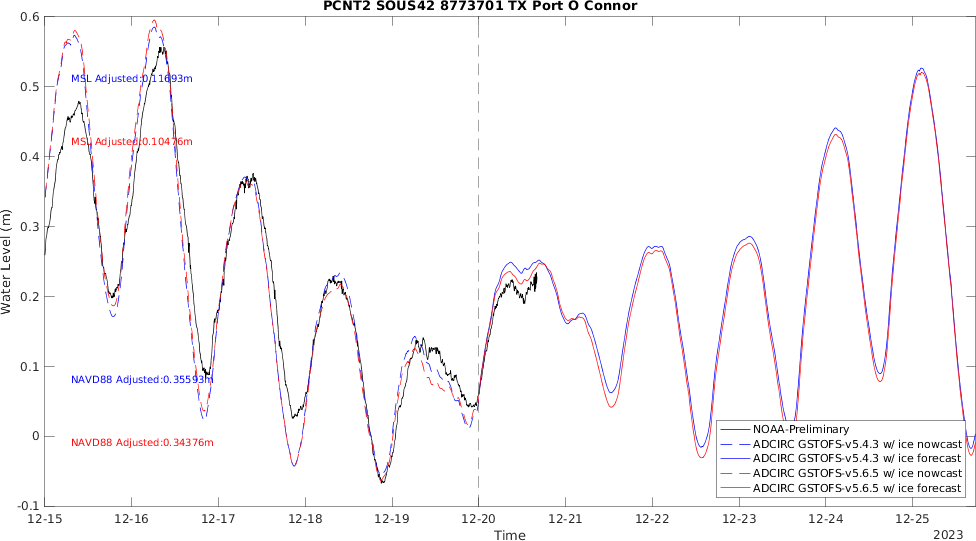 PCNT2 SOUS42 8773701 TX Port O Connor
0.6
0.5
0.4
0.3
0.2
0.1
0
-0.1
Water Level (m)
MSL Adjusted:0.11693m
MSL Adjusted:0.10476m
NAVD88 Adjusted:0.35593m
NAVD88 Adjusted:0.34376m
NOAA-Preliminary
ADCIRC GSTOFS-v5.4.3 w/ ice nowcast
ADCIRC GSTOFS-v5.4.3 w/ ice forecast
ADCIRC GSTOFS-v5.6.5 w/ ice nowcast
ADCIRC GSTOFS-v5.6.5 w/ ice forecast
12-15 12-16 12-17 12-18 12-19 12-20 12-21 12-22 12-23 12-24 12-25
Time
2023